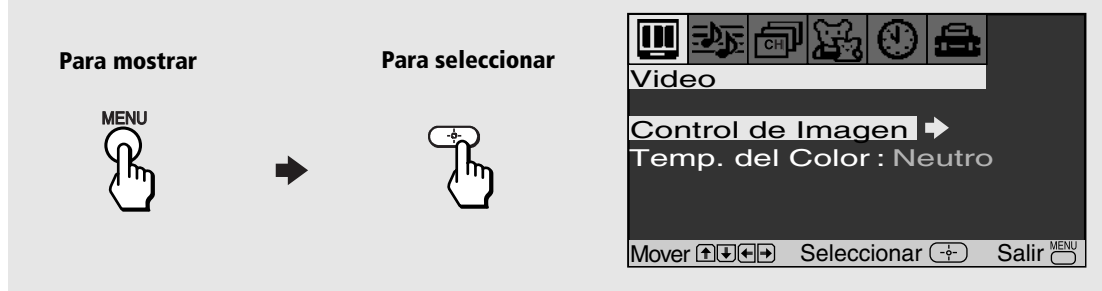 Para mostrar
MENU
Para seleccionar
CH
Video
Control de Imagen
Temp. del Color : Neutro
Mover Seleccionar Salir MENU